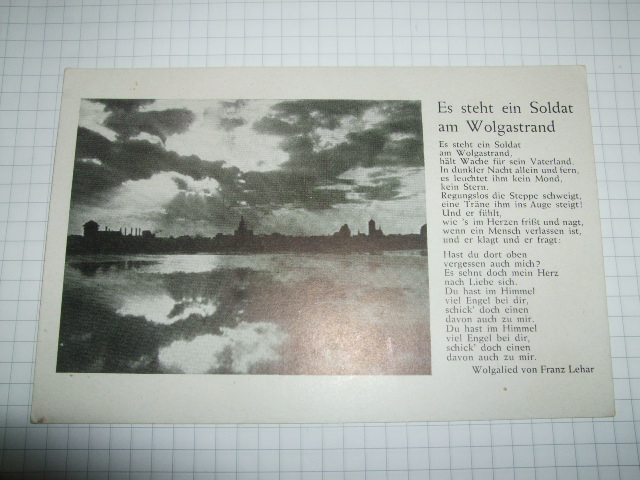 Es steht ein Soldat
am Wolgastrand
Es steht ein Soldat
am Wolgastrand,
hält Wache für sein Vaterland.
In dunkler Nacht allein und fern,
es leuchtet ihm kein Mond,
kein Stern.
Regungslos die Steppe schweigt,
eine Träne ihm ins Auge steigt!
Und er fühlt,
wie 's im Herzen frißt und nagt,
wenn ein Mensch verlassen ist,
und er klagt und er fragt:
Hast du dort oben
vergessen auch mich?
Es sehnt doch mein Herz
nach Liebe sich.
Du hast im Himmel
viel Engel bei dir,
schick' doch einen
davon auch zu mir.
Du hast im Himmel
viel Engel bei dir,
schick' doch einen
davon auch zu mir.
Wolgalied von Franz Lehar